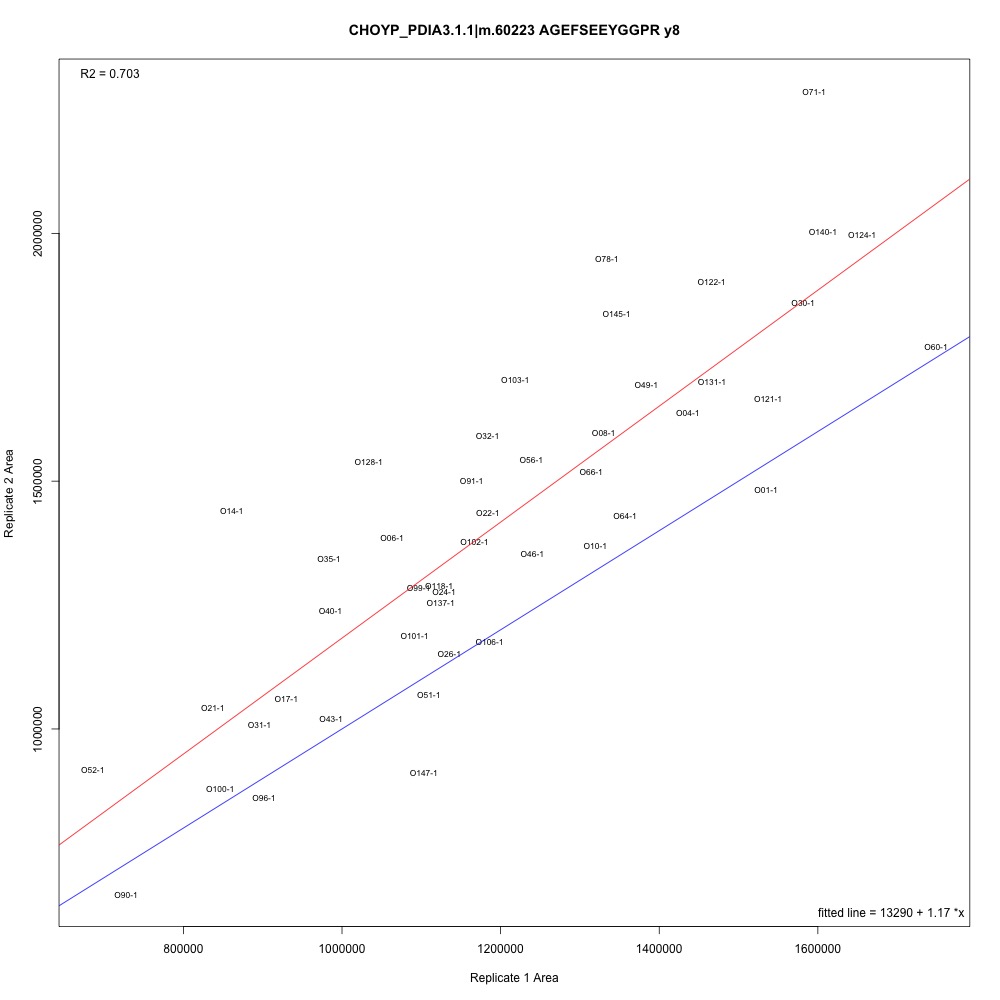 CHOYP_PDIA3.1.1|m.60223 AGEFSEEYGGPR y8
R2 = 0.703
O71-1
O140-1
O124-1
O78-1
O122-1
O30-1
O145-1
O60-1
O103-1
O131-1
O49-1
O121-1
O04-1
O08-1
O32-1
O128-1
O56-1
O66-1
O91-1
O01-1
O14-1
O22-1
O64-1
O06-1
O102-1
O10-1
O46-1
O35-1
O118-1
O99-1
O24-1
O137-1
O40-1
O101-1
O106-1
O26-1
O51-1
O17-1
O21-1
O43-1
O31-1
O52-1
O147-1
O100-1
O96-1
O90-1
fitted line = 13290 + 1.17 *x
2000000
1500000
1000000
Replicate 2 Area
800000 1000000 1200000 1400000 1600000
Replicate 1 Area